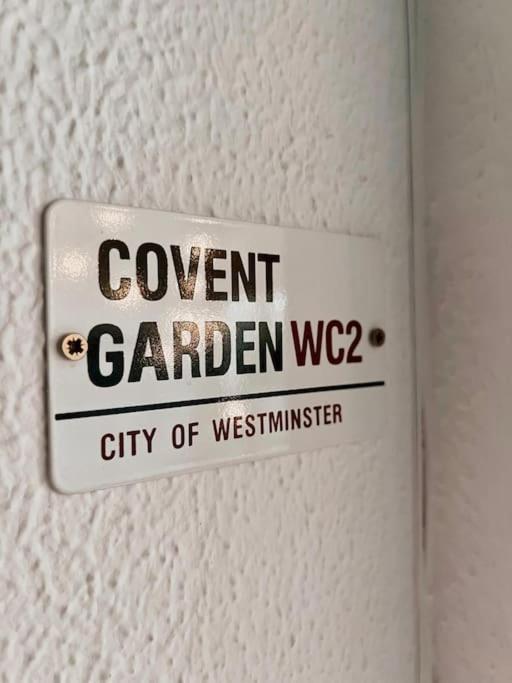 COVENT
GARDEN WC2
CITY OF WESTMINSTER